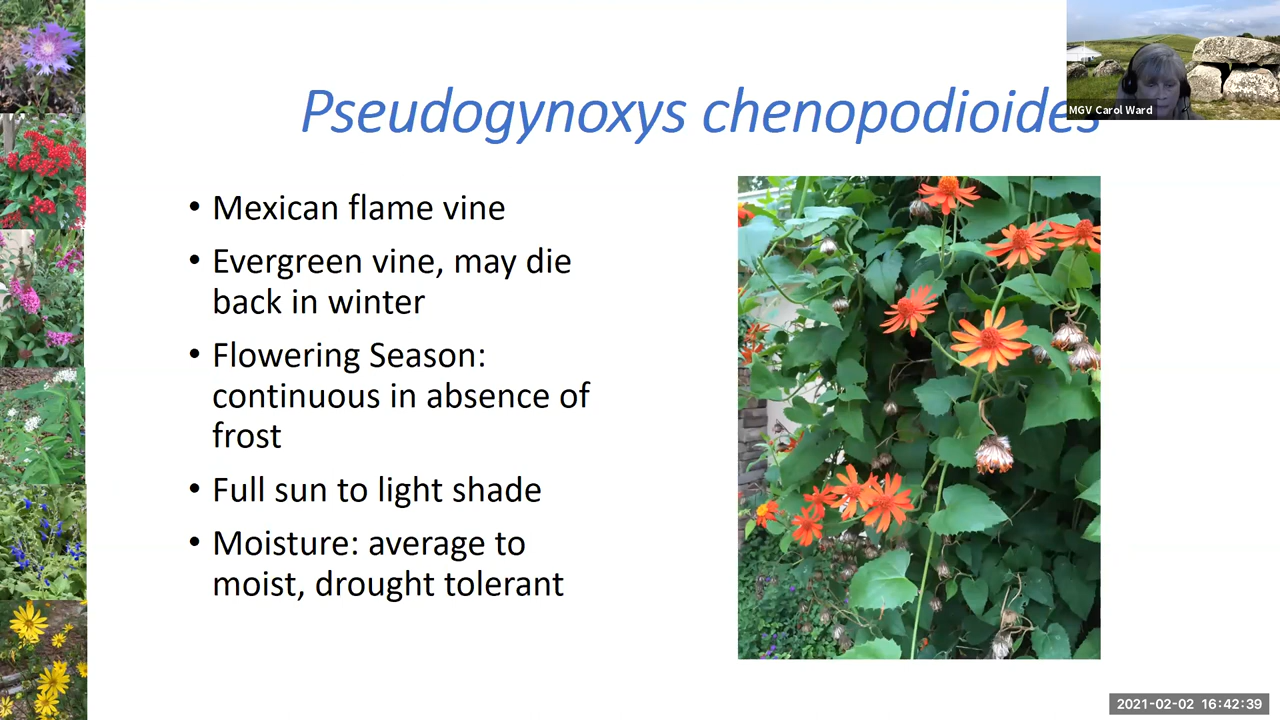 Pseudogynoxys chenopodioides
MGV Carol Ward
• Mexican flame vine
• Evergreen vine, may die
back in winter
• Flowering Season:
continuous in absence of
frost
• Full sun to light shade
• Moisture: average to
moist, drought tolerant
2021-02-02 16:42:39